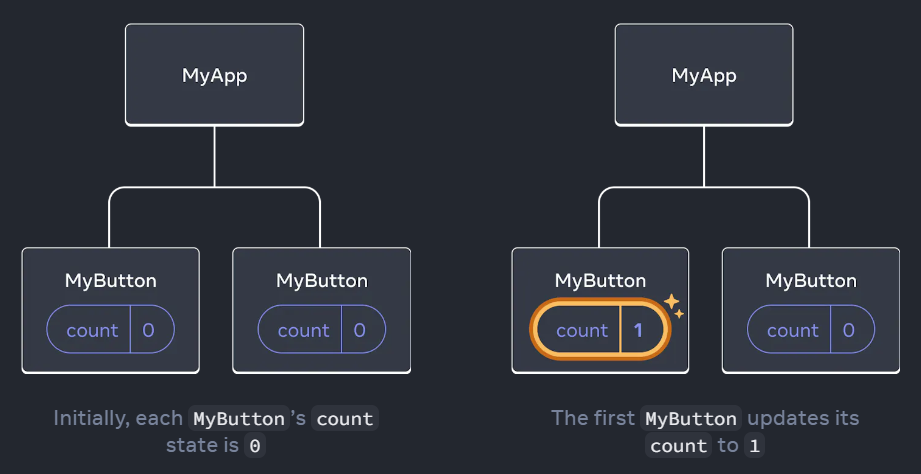 MyApp
MyButton
count 0
MyButton
count 0
Initially, each MyButton's count
state is 0
MyApp
MyButton
count 1
MyButton
count 0
The first MyButton updates its
count to 1